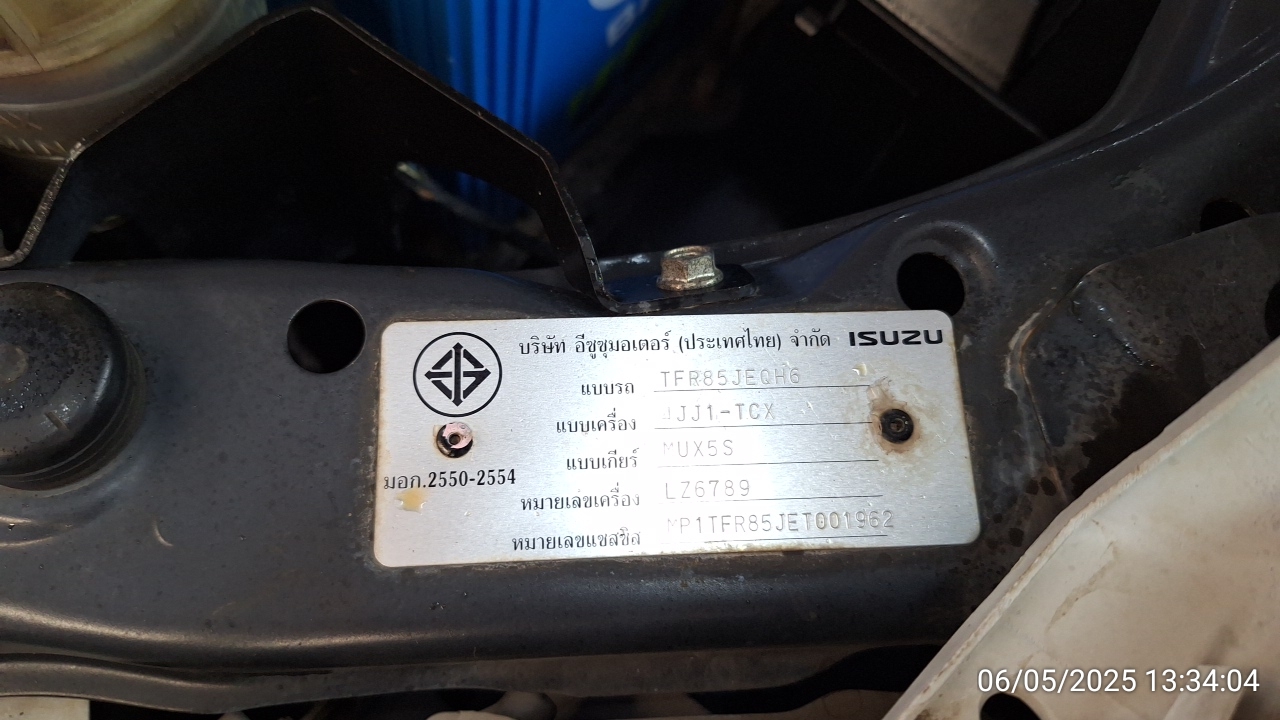 บริษัท อีซูซุมอเตอร์ (ประเทศไทย) จำกัด ISUZU
แบบรถ TFR85JEQH6
แบบเครื่อง 4JJ1-TCX
แบบเกียร์ MUX5S
มอก.2550-2554
หมายเลขเครื่อง LZ6789
หมายเลขแชสซิส MP1TFR85JET001962
06/05/2025 13:34:04